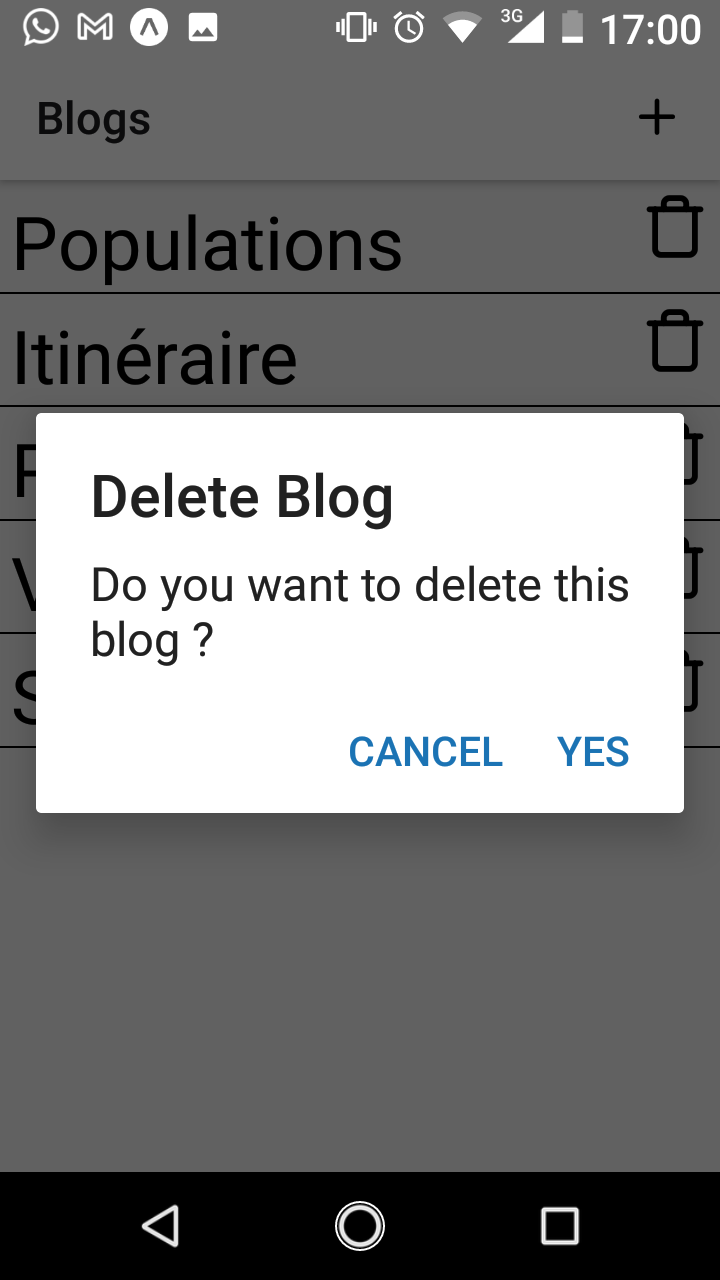 3G 17:00
Blogs
Populations
Itinéraire
Delete Blog
Do you want to delete this
blog ?
CANCEL YES